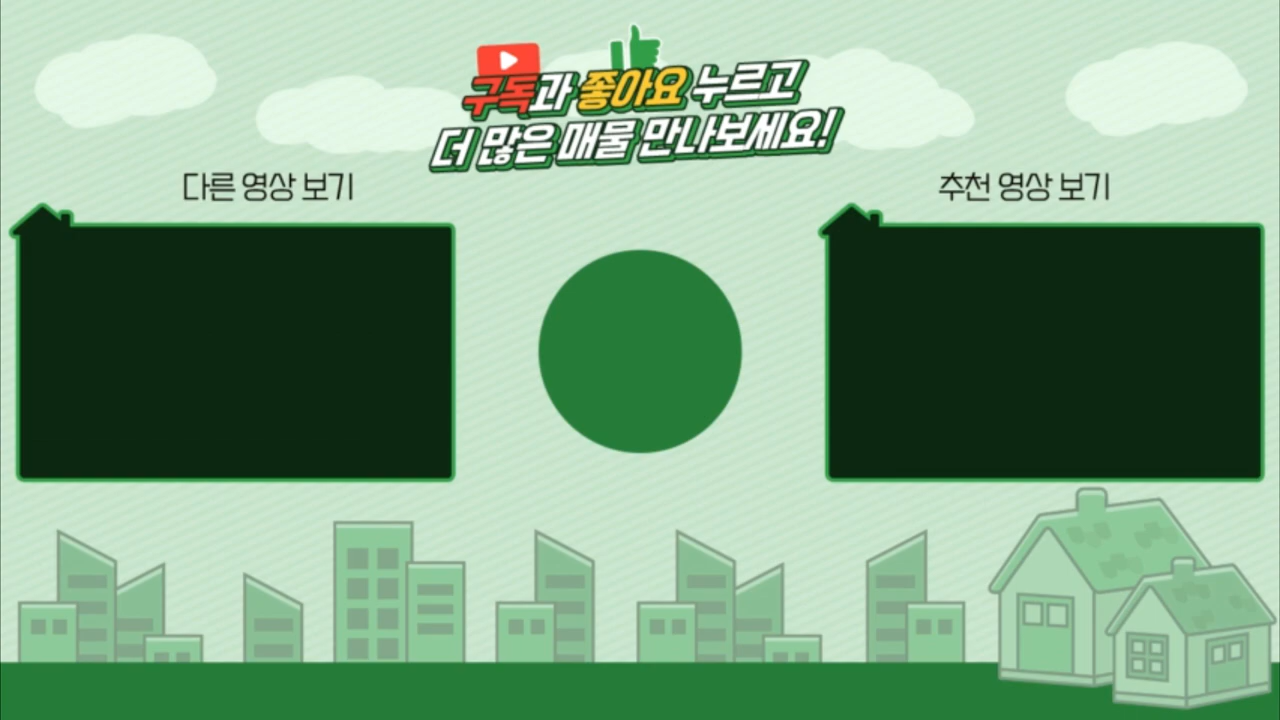 구독과 좋아요 누르고
더 많은 매물 만나보세요!
다른 영상 보기
추천 영상 보기